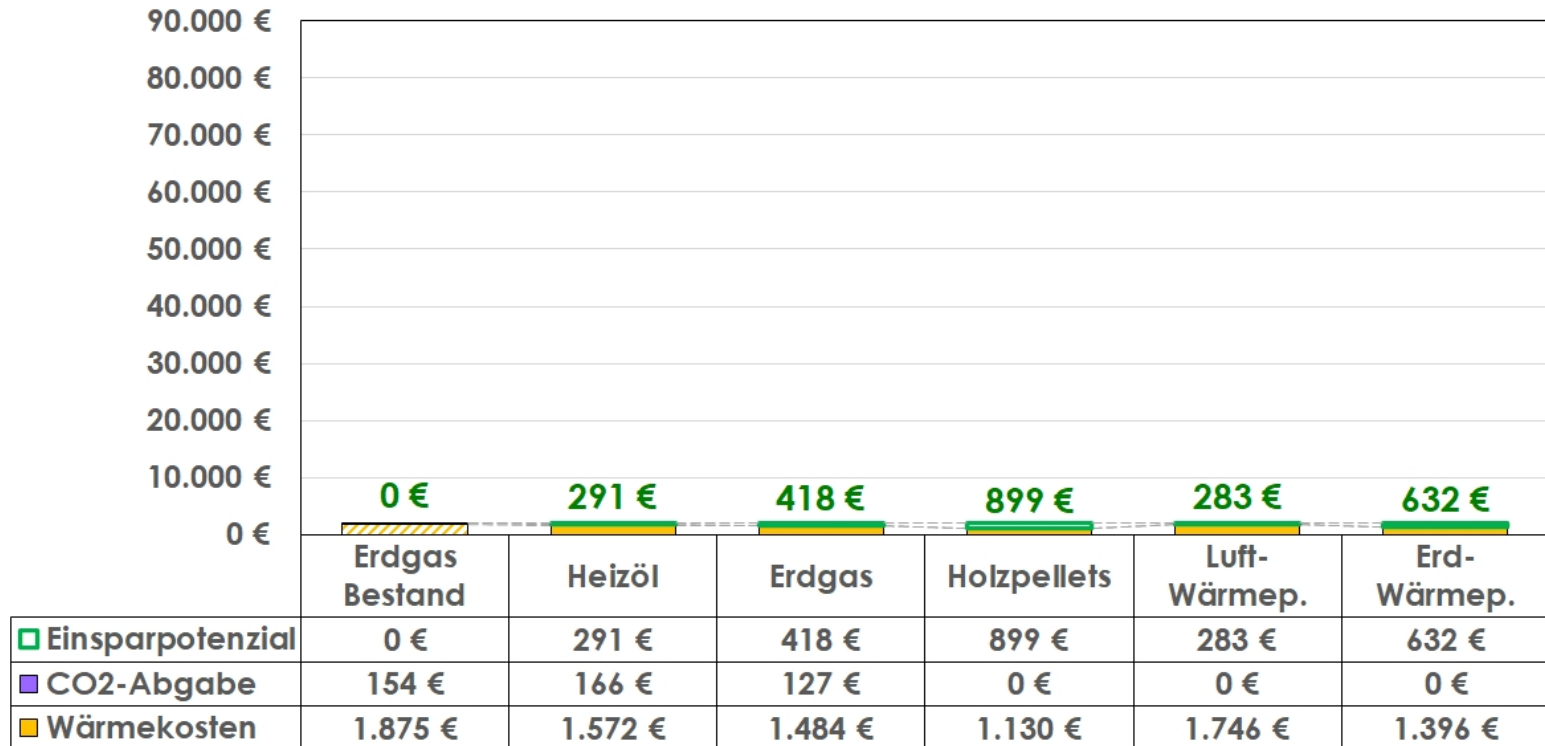 90.000 €
80.000 €
70.000 €
60.000 €
50.000 €
40.000 €
30.000 €
20.000 €
10.000 €
0 €
0 € 291 € 418 € 899 € 283 € 632 €
Erdgas Bestand Heizöl Erdgas Holzpellets Luft-Wärmep. Erd-Wärmep.
Einsparpotenzial 0 € 291 € 418 € 899 € 283 € 632 €
CO2-Abgabe 154 € 166 € 127 € 0 € 0 € 0 €
Wärmekosten 1.875 € 1.572 € 1.484 € 1.130 € 1.746 € 1.396 €